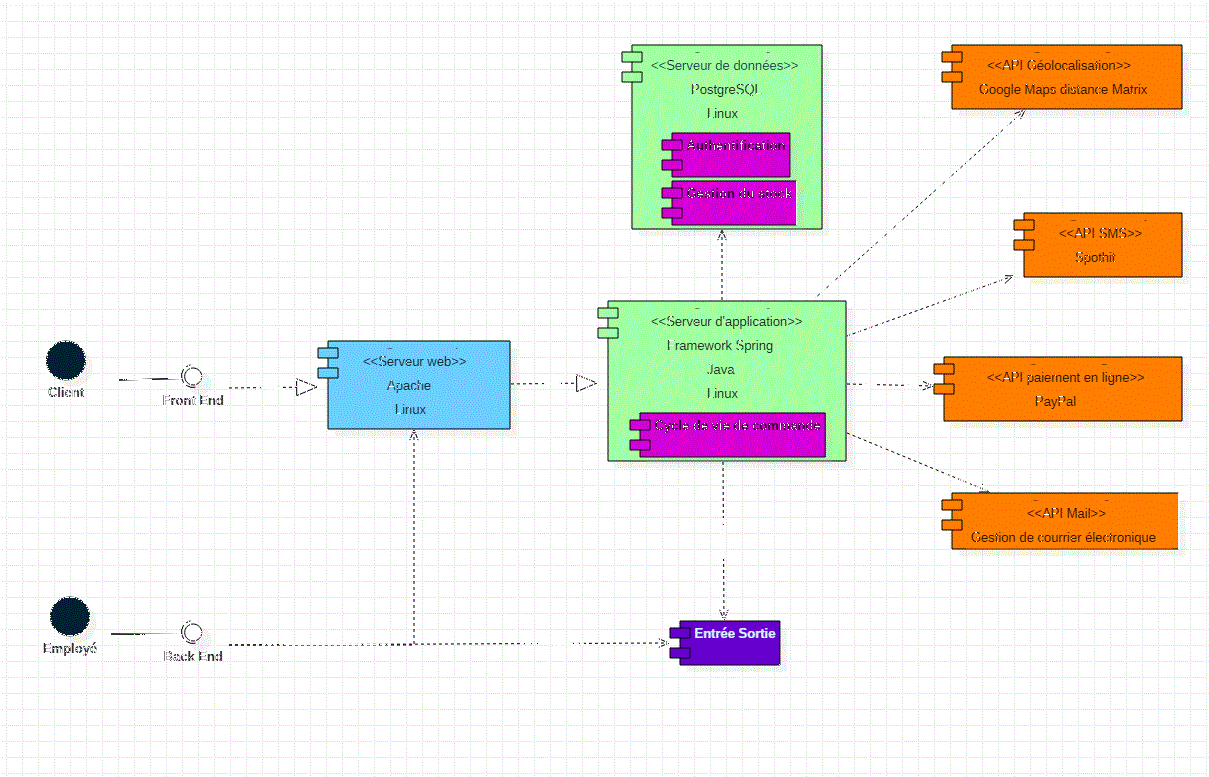 <<Serveur de données>>
PostgreSQL
Linux
Authentification
Gestion du stock
<<API Géolocalisation>>
Google Maps distance Matrix
<<API SMS>>
Spothit
<<Serveur d'application>>
Framework Spring
Java
Linux
Cycle de vie de commande
<<Serveur web>>
Apache
Linux
Client
Front End
<<API paiement en ligne>>
PayPal
<<API Mail>>
Gestion de courrier électronique
Employé
Back End
Entrée Sortie